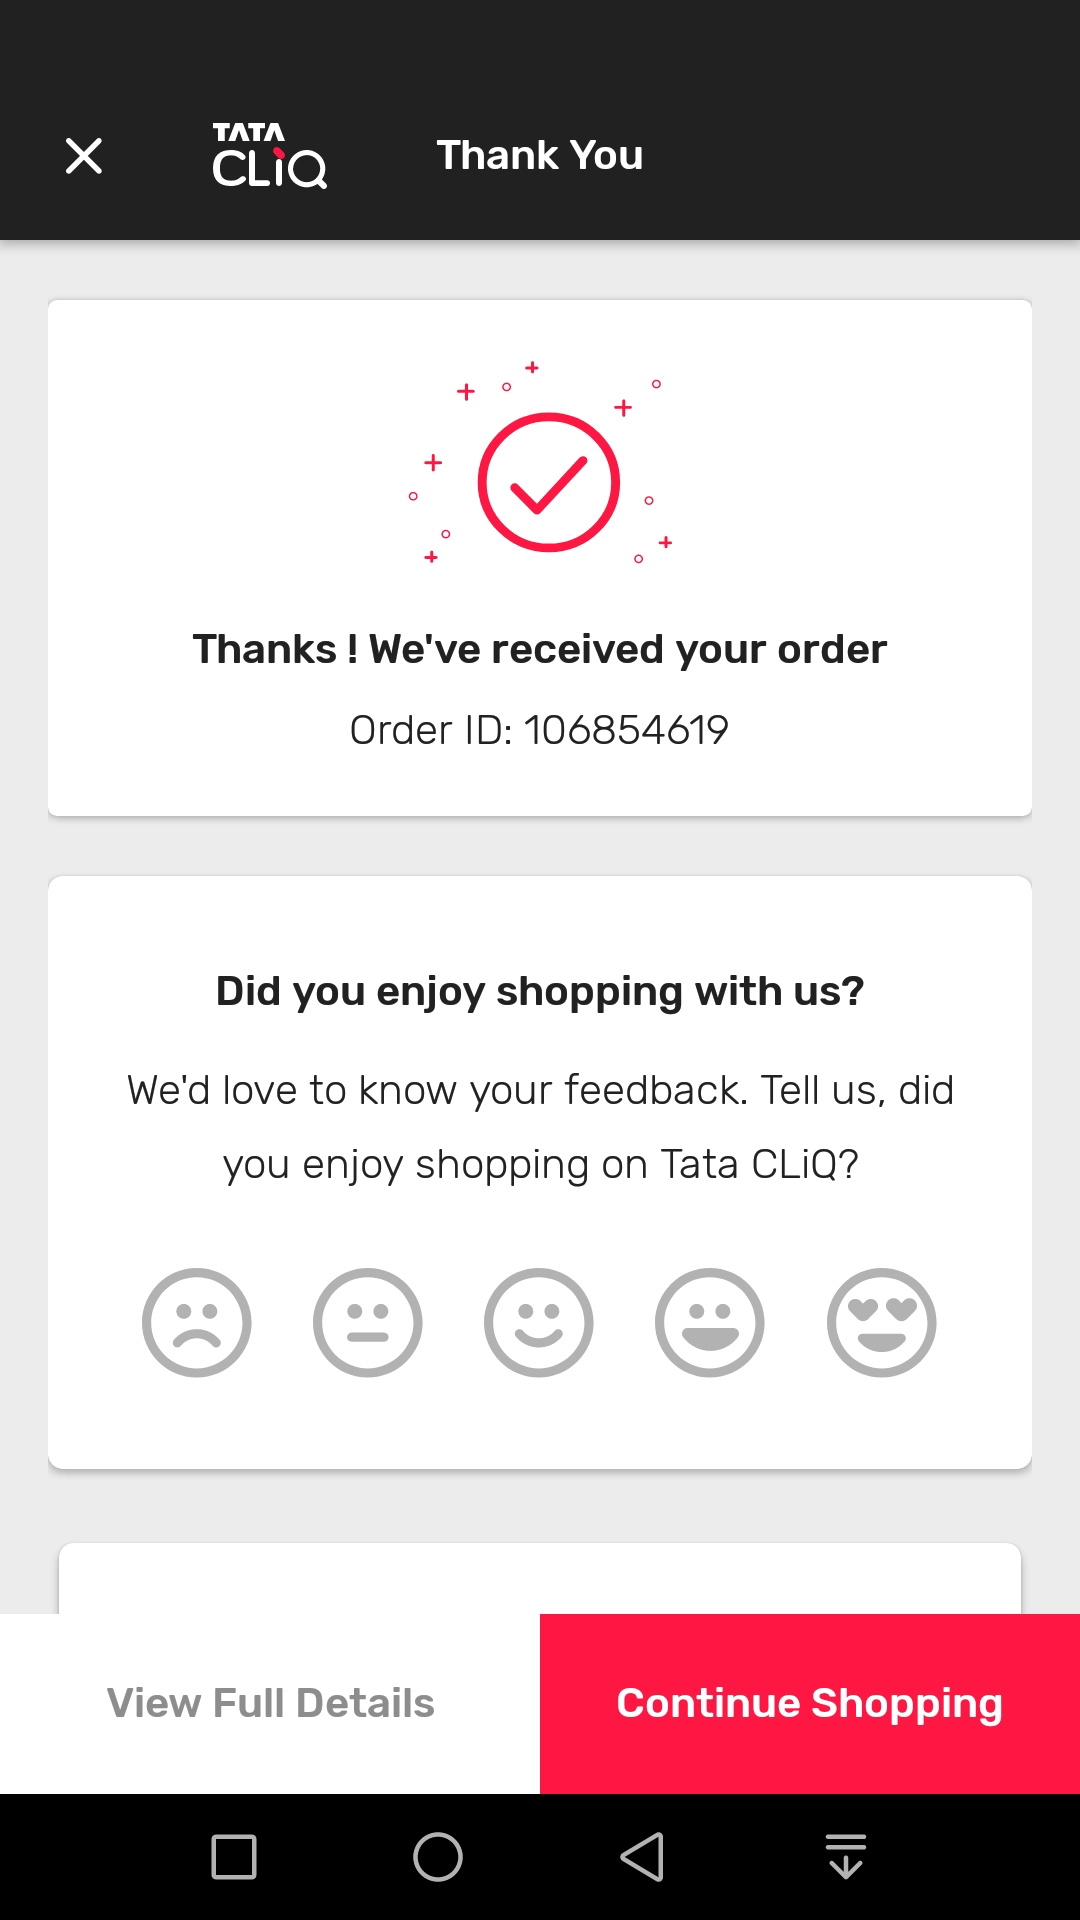 TATA
CLiQ
Thank You
Thanks ! We've received your order
Order ID: 106854619
Did you enjoy shopping with us?
We'd love to know your feedback. Tell us, did
you enjoy shopping on Tata CLiQ?
View Full Details
Continue Shopping